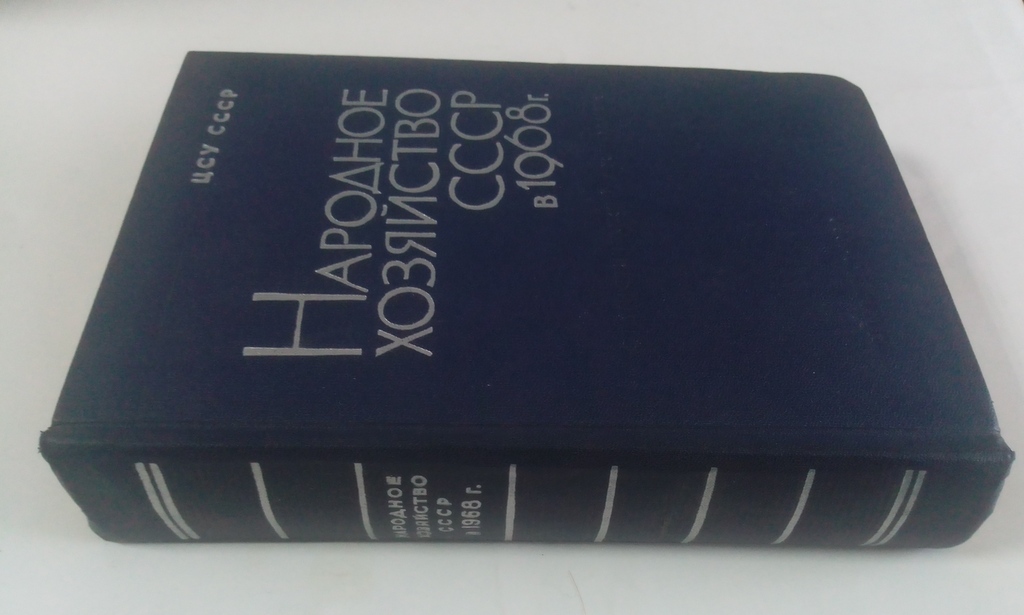 ЦСУ СССР
НАРОДНОЕ
ХОЗЯЙСТВО
СССР
в 1968 г.
НАРОДНОЕ
ХОЗЯЙСТВО
СССР
в 1968 г.